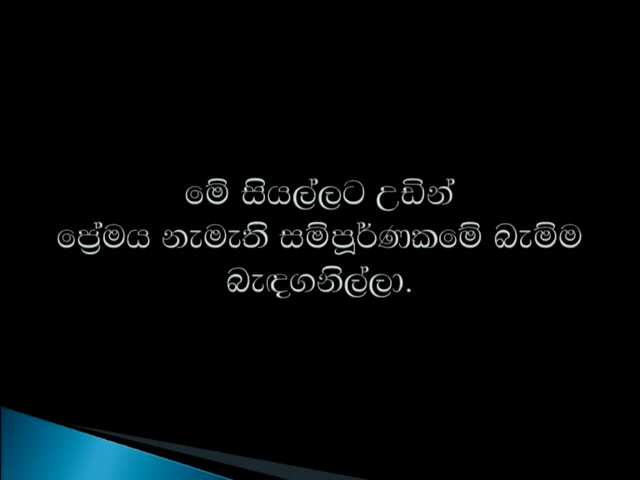 මේ සියල්ලට උඩින්
ප්‍රේමය නැමැති සම්පූර්ණකමේ බැම්ම
බැඳගනිල්ලා.